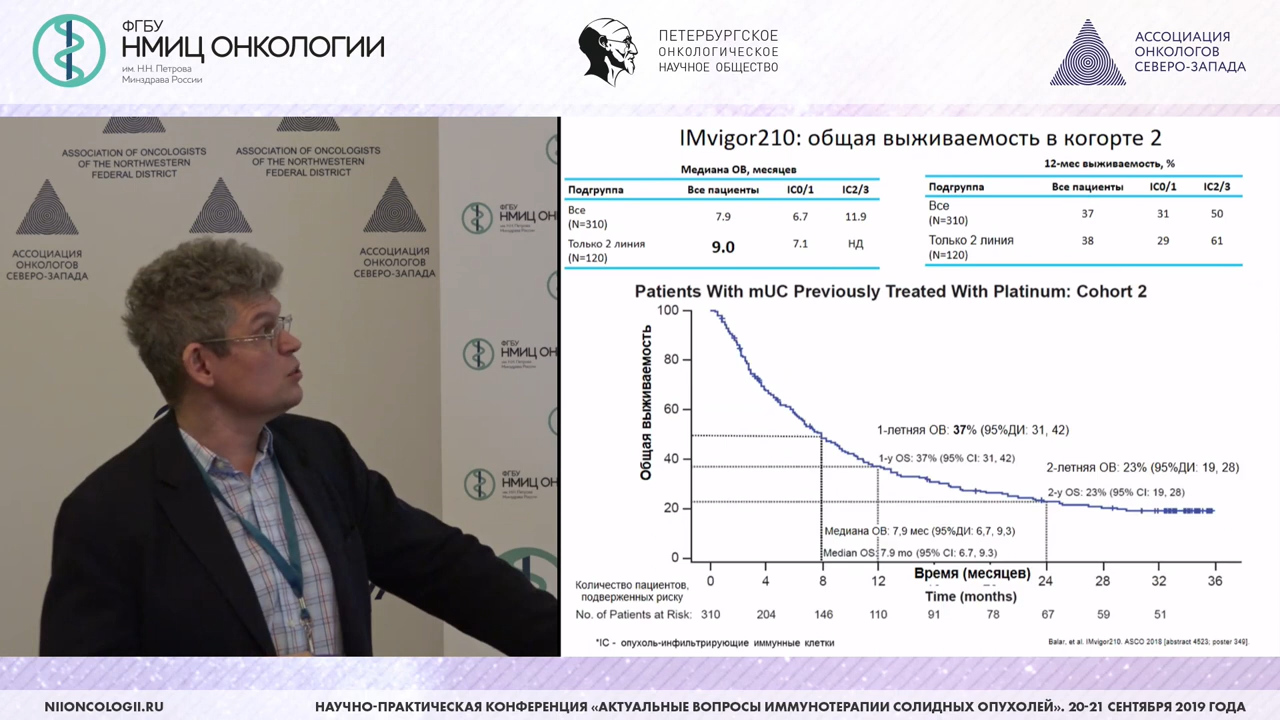 ФГБУ
НМИЦ ОНКОЛОГИИ
им. Н.Н. Петрова
Минздрава России
ПЕТЕРБУРГСКОЕ
ОНКОЛОГИЧЕСКОЕ
НАУЧНОЕ ОБЩЕСТВО
АССОЦИАЦИЯ
ОНКОЛОГОВ
СЕВЕРО-ЗАПАДА
ASSOCIATION OF ONCOLOGISTS
OF THE NORTHWESTERN
FEDERAL DISTRICT
ASSOCIATION OF ONCOLOGISTS
OF THE NORTHWESTERN
FEDERAL DISTRICT
АССОЦИАЦИЯ
ОНКОЛОГОВ
СЕВЕРО-ЗАПАДА
АССОЦИАЦИЯ
ОНКОЛОГОВ
СЕВЕРО-ЗАПАДА
ФГБУ
НМИЦ ОН
ФГБУ
НМИЦ ОН
ФГБУ
НМИЦ ОН
IMvigor210: общая выживаемость в когорте 2
Медиана ОВ, месяцев
Подгруппа Все пациенты IC0/1 IC2/3
Все
(N=310) 7.9 6.7 11.9
Только 2 линия
(N=120) 9.0 7.1 НД
12-мес выживаемость, %
Подгруппа Все пациенты IC0/1 IC2/3
Все
(N=310) 37 31 50
Только 2 линия
(N=120) 38 29 61
Patients With mUC Previously Treated With Platinum: Cohort 2
Общая выживаемость
100
80
60
40
20
0
1-летняя ОВ: 37% (95%ДИ: 31, 42)
1-y OS: 37% (95% CI: 31, 42)
2-летняя ОВ: 23% (95%ДИ: 19, 28)
2-y OS: 23% (95% CI: 19, 28)
Медиана ОВ: 7,9 мес (95%ДИ: 6,7, 9,3)
Median OS: 7.9 mo (95% CI: 6.7, 9.3)
0 4 8 12 Время (месяцев) 24 28 32 36
Time (months)
Количество пациентов,
подверженных риску
No. of Patients at Risk: 310 204 146 110 91 78 67 59 51
*IC - опухоль-инфильтрирующие иммунные клетки
Balar, et al. IMvigor210. ASCO 2018 [abstract 4523; poster 349].
NIIONCOLOGII.RU
НАУЧНО-ПРАКТИЧЕСКАЯ КОНФЕРЕНЦИЯ «АКТУАЛЬНЫЕ ВОПРОСЫ ИММУНОТЕРАПИИ СОЛИДНЫХ ОПУХОЛЕЙ». 20-21 СЕНТЯБРЯ 2019 ГОДА